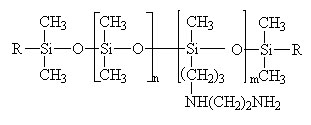 CH₃ CH₃ CH₃ CH₃
R—Si—O—[Si—O]ₙ—[Si—O]ₘ—Si—R
CH₃ CH₃ (CH₂)₃ CH₃
NH(CH₂)₂NH₂